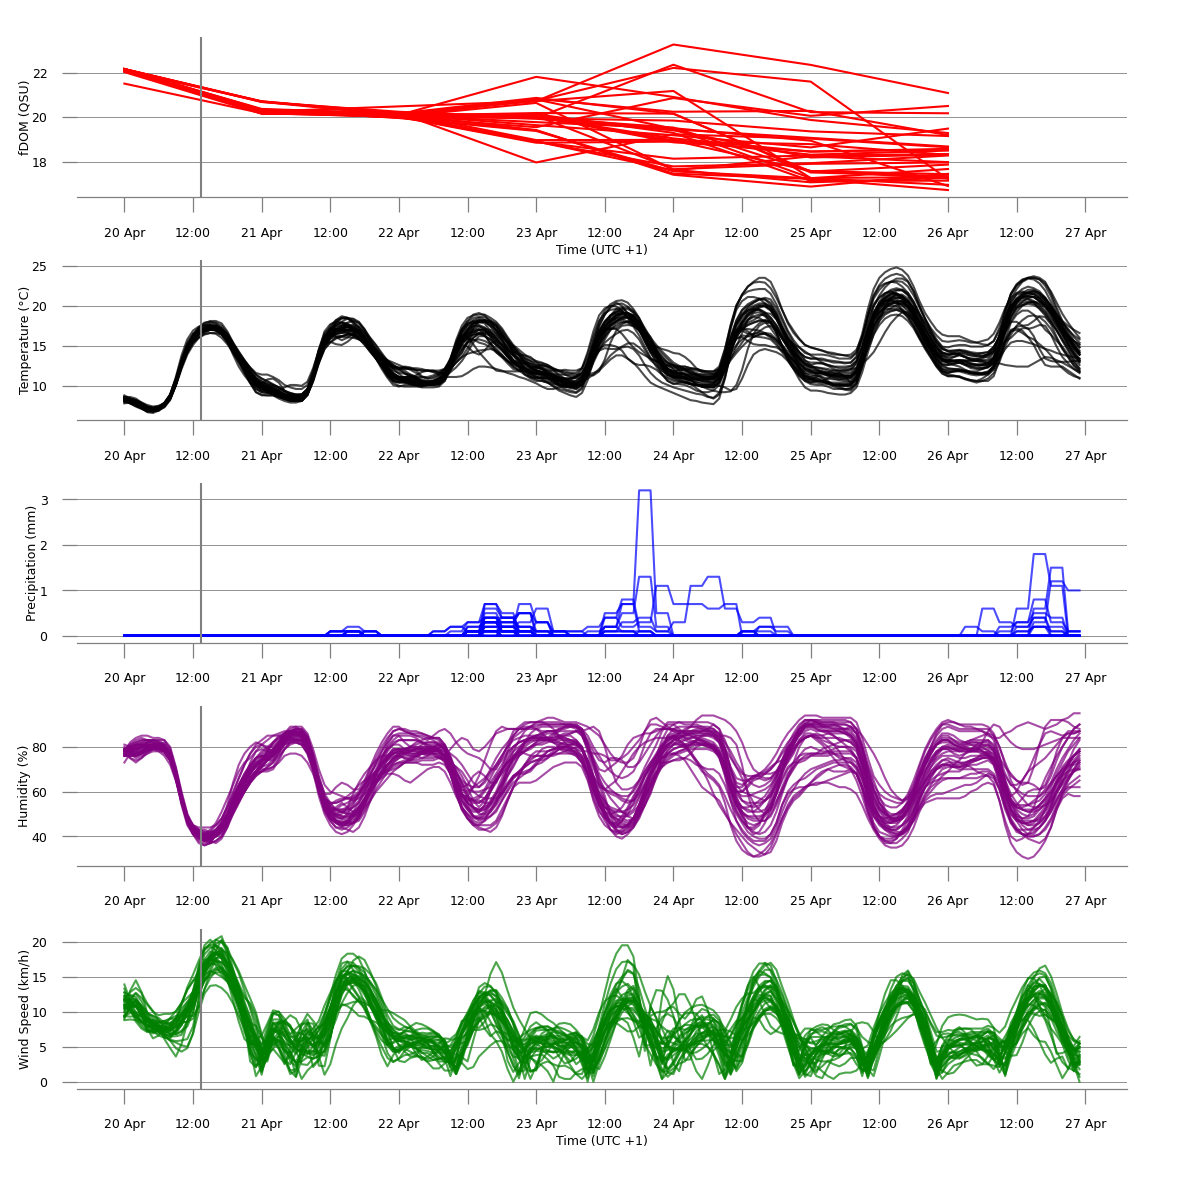 22
20
18
fDOM (QSU)
20 Apr 12:00 21 Apr 12:00 22 Apr 12:00 23 Apr 12:00 24 Apr 12:00 25 Apr 12:00 26 Apr 12:00 27 Apr
Time (UTC +1)
25
20
15
10
Temperature (°C)
20 Apr 12:00 21 Apr 12:00 22 Apr 12:00 23 Apr 12:00 24 Apr 12:00 25 Apr 12:00 26 Apr 12:00 27 Apr
3
2
1
0
Precipitation (mm)
20 Apr 12:00 21 Apr 12:00 22 Apr 12:00 23 Apr 12:00 24 Apr 12:00 25 Apr 12:00 26 Apr 12:00 27 Apr
80
60
40
Humidity (%)
20 Apr 12:00 21 Apr 12:00 22 Apr 12:00 23 Apr 12:00 24 Apr 12:00 25 Apr 12:00 26 Apr 12:00 27 Apr
20
15
10
5
0
Wind Speed (km/h)
20 Apr 12:00 21 Apr 12:00 22 Apr 12:00 23 Apr 12:00 24 Apr 12:00 25 Apr 12:00 26 Apr 12:00 27 Apr
Time (UTC +1)